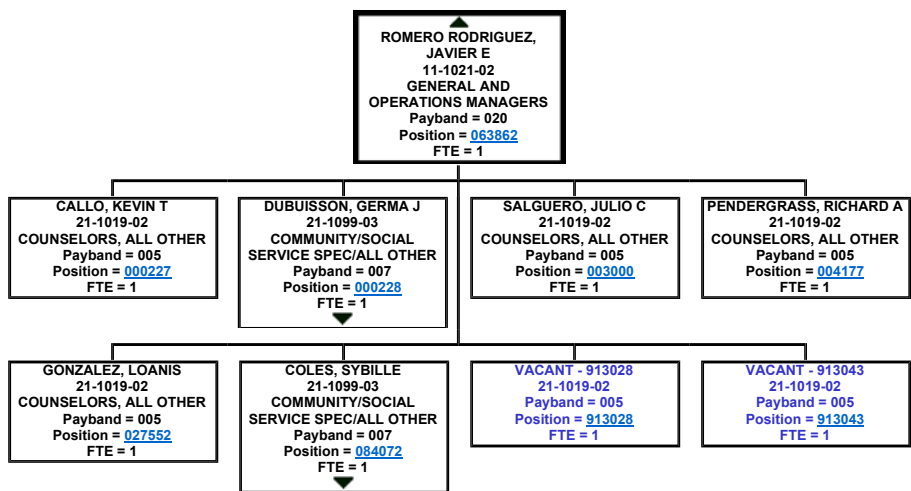 ROMERO RODRIGUEZ,
JAVIER E
11-1021-02
GENERAL AND
OPERATIONS MANAGERS
Payband = 020
Position = 063862
FTE = 1
CALLO, KEVIN T
21-1019-02
COUNSELORS, ALL OTHER
Payband = 005
Position = 000227
FTE = 1
DUBUISSON, GERMA J
21-1099-03
COMMUNITY/SOCIAL
SERVICE SPEC/ALL OTHER
Payband = 007
Position = 000228
FTE = 1
SALGUERO, JULIO C
21-1019-02
COUNSELORS, ALL OTHER
Payband = 005
Position = 003000
FTE = 1
PENDERGRASS, RICHARD A
21-1019-02
COUNSELORS, ALL OTHER
Payband = 005
Position = 004177
FTE = 1
GONZALEZ, LOANIS
21-1019-02
COUNSELORS, ALL OTHER
Payband = 005
Position = 027552
FTE = 1
COLES, SYBILLE
21-1099-03
COMMUNITY/SOCIAL
SERVICE SPEC/ALL OTHER
Payband = 007
Position = 084072
FTE = 1
VACANT - 913028
21-1019-02
Payband = 005
Position = 913028
FTE = 1
VACANT - 913043
21-1019-02
Payband = 005
Position = 913043
FTE = 1